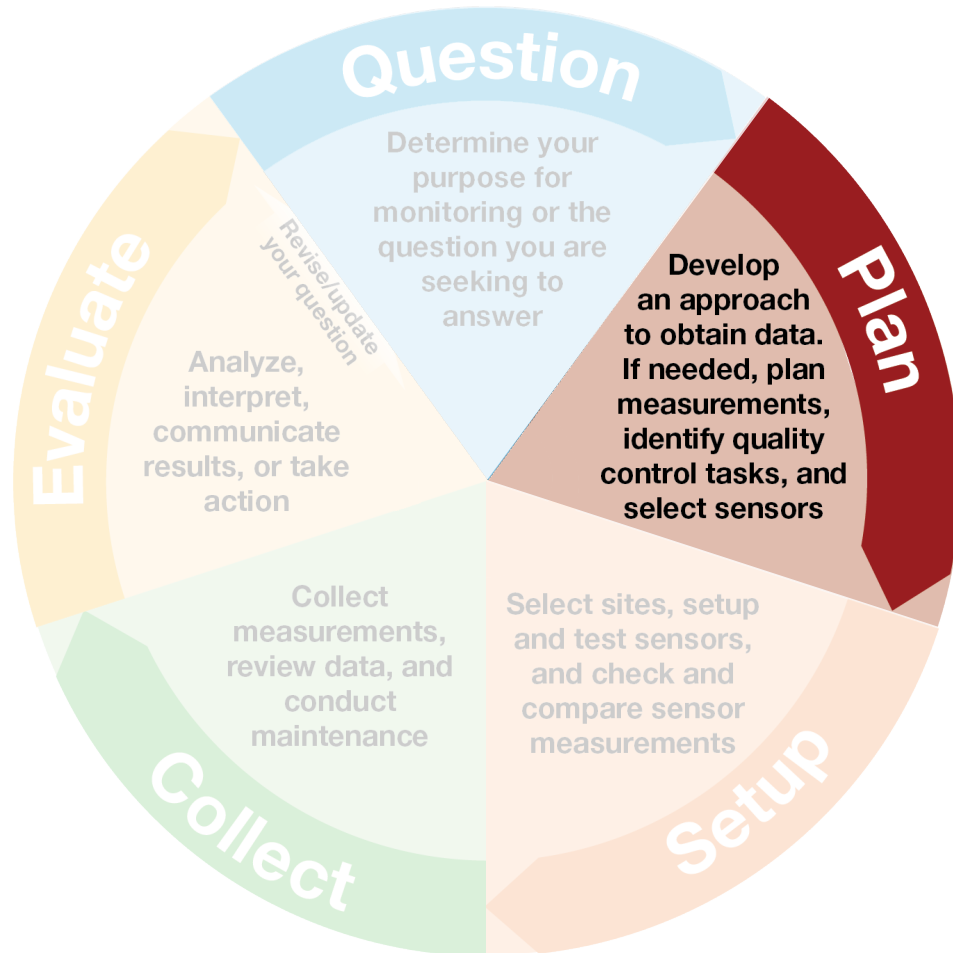 Question
Determine your
purpose for
monitoring or the
question you are
seeking to
answer
Plan
Develop
an approach
to obtain data.
If needed, plan
measurements,
identify quality
control tasks, and
select sensors
Setup
Select sites, setup
and test sensors,
and check and
compare sensor
measurements
Collect
Collect
measurements,
review data, and
conduct
maintenance
Evaluate
Analyze,
interpret,
communicate
results, or take
action
Revise/update
your question